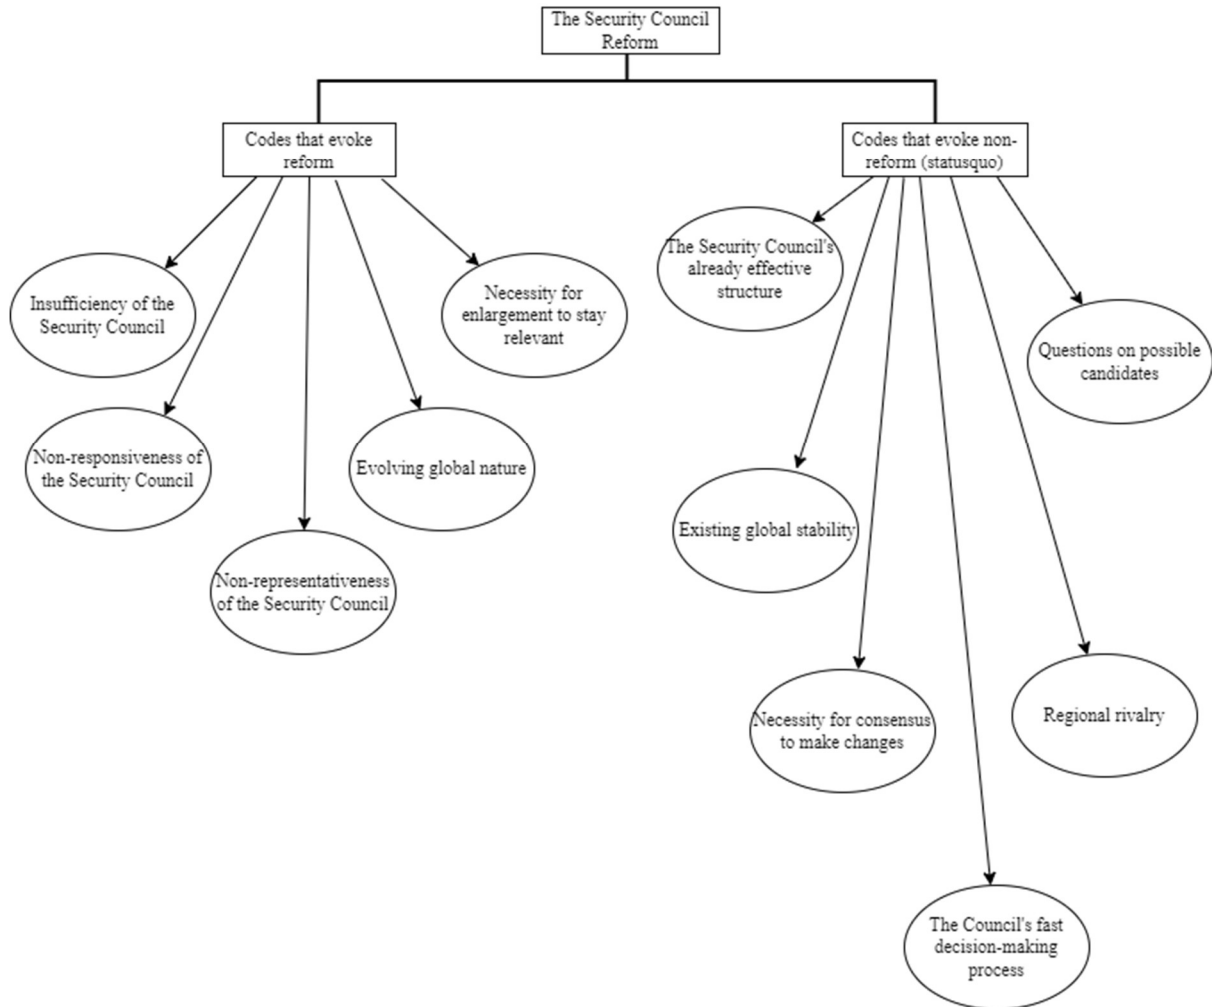 The Security Council
Reform
Codes that evoke
reform
Codes that evoke non-
reform (statusquo)
Insufficiency of the
Security Council
Necessity for
enlargement to stay
relevant
Non-responsiveness of
the Security Council
Evolving global nature
Non-representativeness
of the Security Council
The Security Council's
already effective
structure
Questions on possible
candidates
Existing global stability
Necessity for consensus
to make changes
Regional rivalry
The Council's fast
decision-making
process